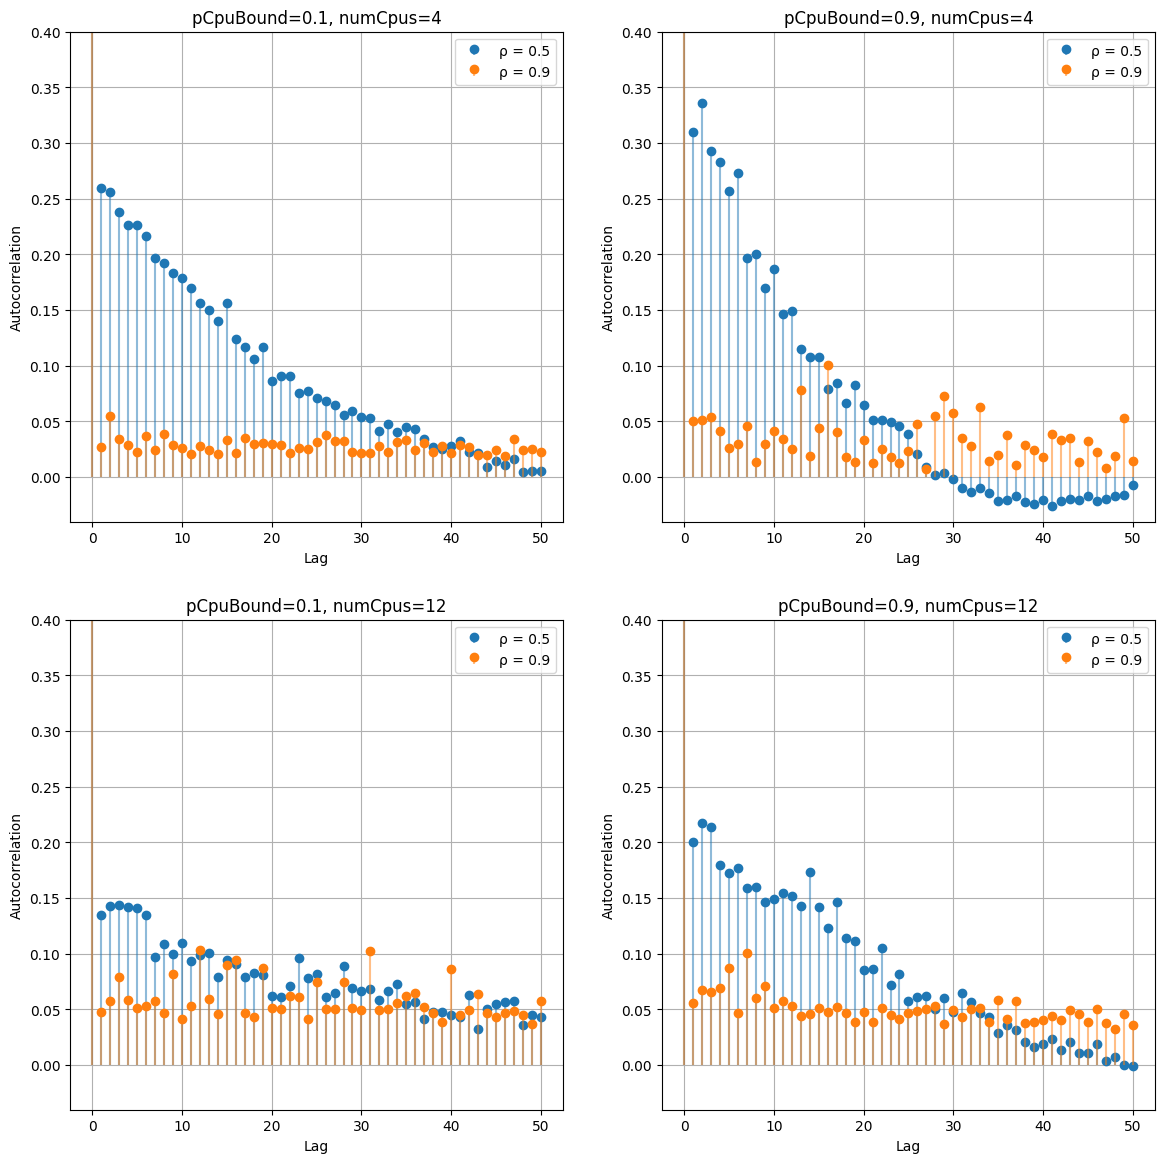 pCpuBound=0.1, numCpus=4
ρ = 0.5
ρ = 0.9
0.40
0.35
0.30
0.25
0.20
0.15
0.10
0.05
0.00
Autocorrelation
0 10 20 30 40 50
Lag
pCpuBound=0.9, numCpus=4
ρ = 0.5
ρ = 0.9
0.40
0.35
0.30
0.25
0.20
0.15
0.10
0.05
0.00
Autocorrelation
0 10 20 30 40 50
Lag
pCpuBound=0.1, numCpus=12
ρ = 0.5
ρ = 0.9
0.40
0.35
0.30
0.25
0.20
0.15
0.10
0.05
0.00
Autocorrelation
0 10 20 30 40 50
Lag
pCpuBound=0.9, numCpus=12
ρ = 0.5
ρ = 0.9
0.40
0.35
0.30
0.25
0.20
0.15
0.10
0.05
0.00
Autocorrelation
0 10 20 30 40 50
Lag